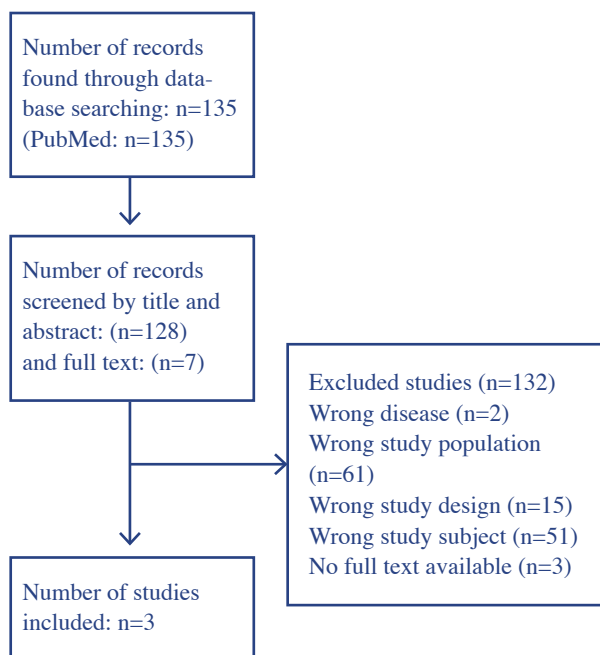 Number of records
found through data-
base searching: n=135
(PubMed: n=135)
Number of records
screened by title and
abstract: (n=128)
and full text: (n=7)
Excluded studies (n=132)
Wrong disease (n=2)
Wrong study population
(n=61)
Wrong study design (n=15)
Wrong study subject (n=51)
No full text available (n=3)
Number of studies
included: n=3